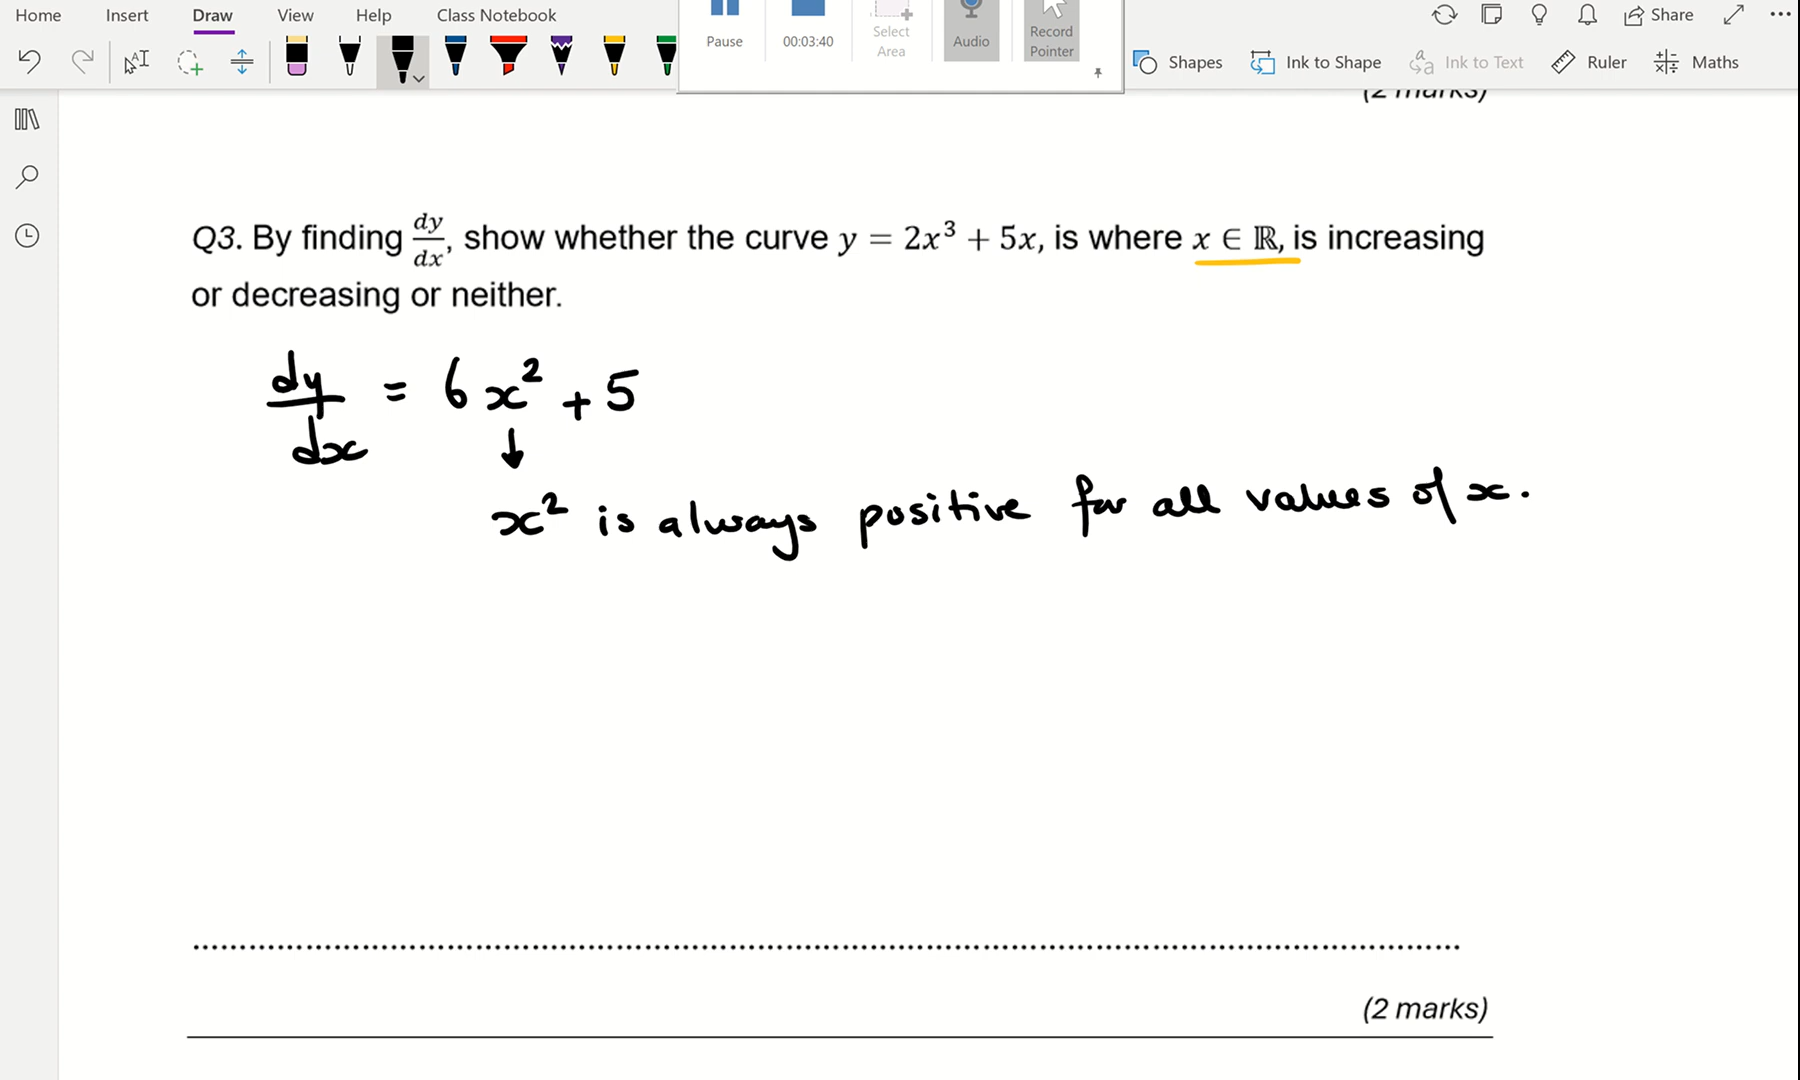 Home Insert Draw View Help Class Notebook
Pause 00:03:40 Select Area Audio Record Pointer
Share
Shapes Ink to Shape Ink to Text Ruler Maths
(2 marks)
Q3. By finding dy/dx, show whether the curve y = 2x³ + 5x, is where x ∈ ℝ, is increasing
or decreasing or neither.
dy/dx = 6x² + 5
↓
x² is always positive for all values of x.
(2 marks)